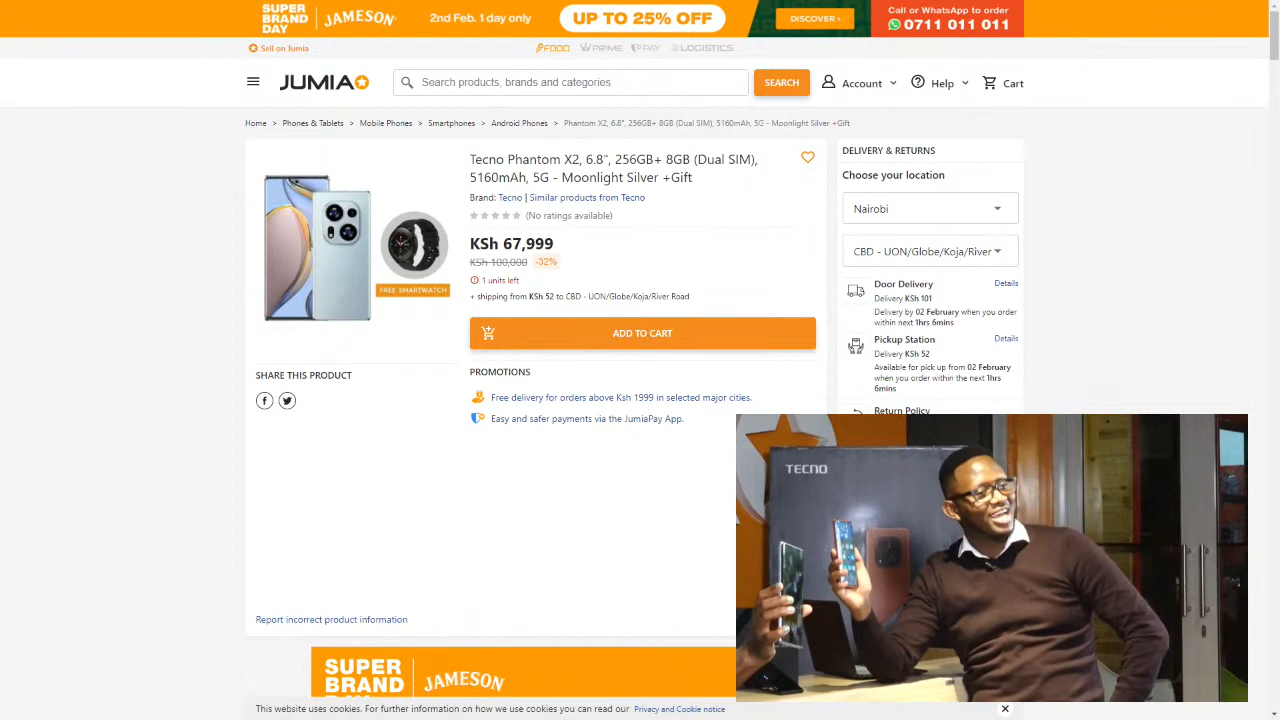 SUPER
BRAND
DAY
JAMESON
2nd Feb. 1 day only
UP TO 25% OFF
DISCOVER ›
Call or WhatsApp to order
0711 011 011
Sell on Jumia
FOOD
PRIME
PAY
LOGISTICS
JUMIA
Search products, brands and categories
SEARCH
Account
Help
Cart
Home > Phones & Tablets > Mobile Phones > Smartphones > Android Phones > Phantom X2, 6.8", 256GB+ 8GB (Dual SIM), 5160mAh, 5G - Moonlight Silver +Gift
FREE SMARTWATCH
SHARE THIS PRODUCT
Report incorrect product information
Tecno Phantom X2, 6.8", 256GB+ 8GB (Dual SIM),
5160mAh, 5G - Moonlight Silver +Gift
Brand: Tecno | Similar products from Tecno
(No ratings available)
KSh 67,999
KSh 100,000 -32%
1 units left
+ shipping from KSh 52 to CBD - UON/Globe/Koja/River Road
ADD TO CART
PROMOTIONS
Free delivery for orders above Ksh 1999 in selected major cities.
Easy and safer payments via the JumiaPay App.
DELIVERY & RETURNS
Choose your location
Nairobi
CBD - UON/Globe/Koja/River
Door Delivery
Details
Delivery KSh 101
Delivery by 02 February when you order
within next 1hrs 6mins
Pickup Station
Details
Delivery KSh 52
Available for pick up from 02 February
when you order within the next 1hrs
6mins
Return Policy
TECNO
SUPER
BRAND
DAY
JAMESON
This website uses cookies. For further information on how we use cookies you can read our Privacy and Cookie notice